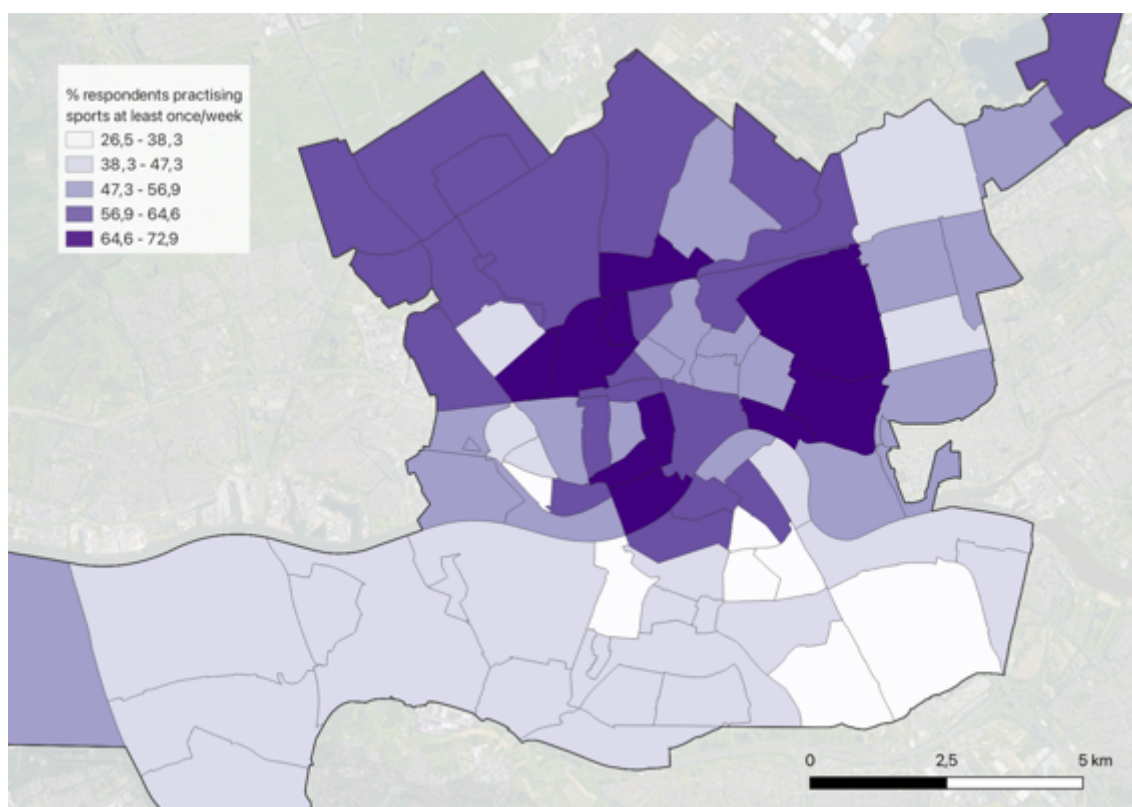 % respondents practising
sports at least once/week
26,5 - 38,3
38,3 - 47,3
47,3 - 56,9
56,9 - 64,6
64,6 - 72,9
0 2,5 5 km